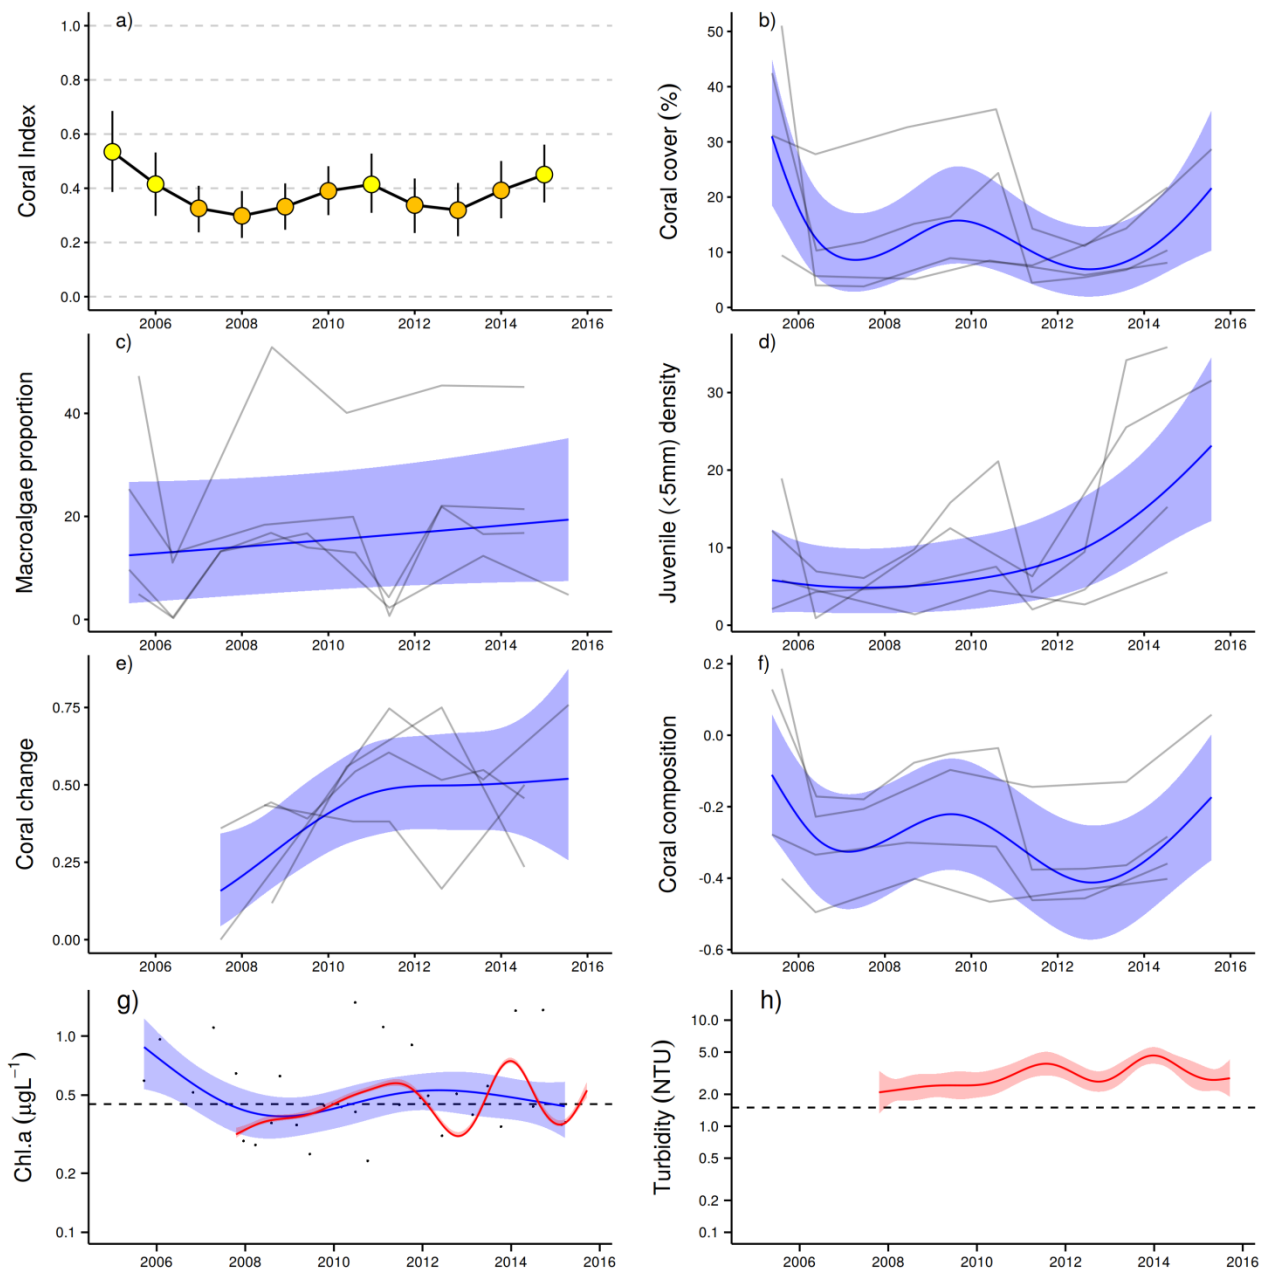 a)
Coral Index
1.0
0.8
0.6
0.4
0.2
0.0
2006 2008 2010 2012 2014 2016
b)
Coral cover (%)
50
40
30
20
10
0
2006 2008 2010 2012 2014 2016
c)
Macroalgae proportion
40
20
0
2006 2008 2010 2012 2014 2016
d)
Juvenile (<5mm) density
30
20
10
0
2006 2008 2010 2012 2014 2016
e)
Coral change
0.75
0.50
0.25
0.00
2006 2008 2010 2012 2014 2016
f)
Coral composition
0.2
0.0
-0.2
-0.4
-0.6
2006 2008 2010 2012 2014 2016
g)
Chl.a (μgL⁻¹)
1.0
0.5
0.2
0.1
2006 2008 2010 2012 2014 2016
h)
Turbidity (NTU)
10.0
5.0
2.0
1.0
0.5
0.2
0.1
2006 2008 2010 2012 2014 2016